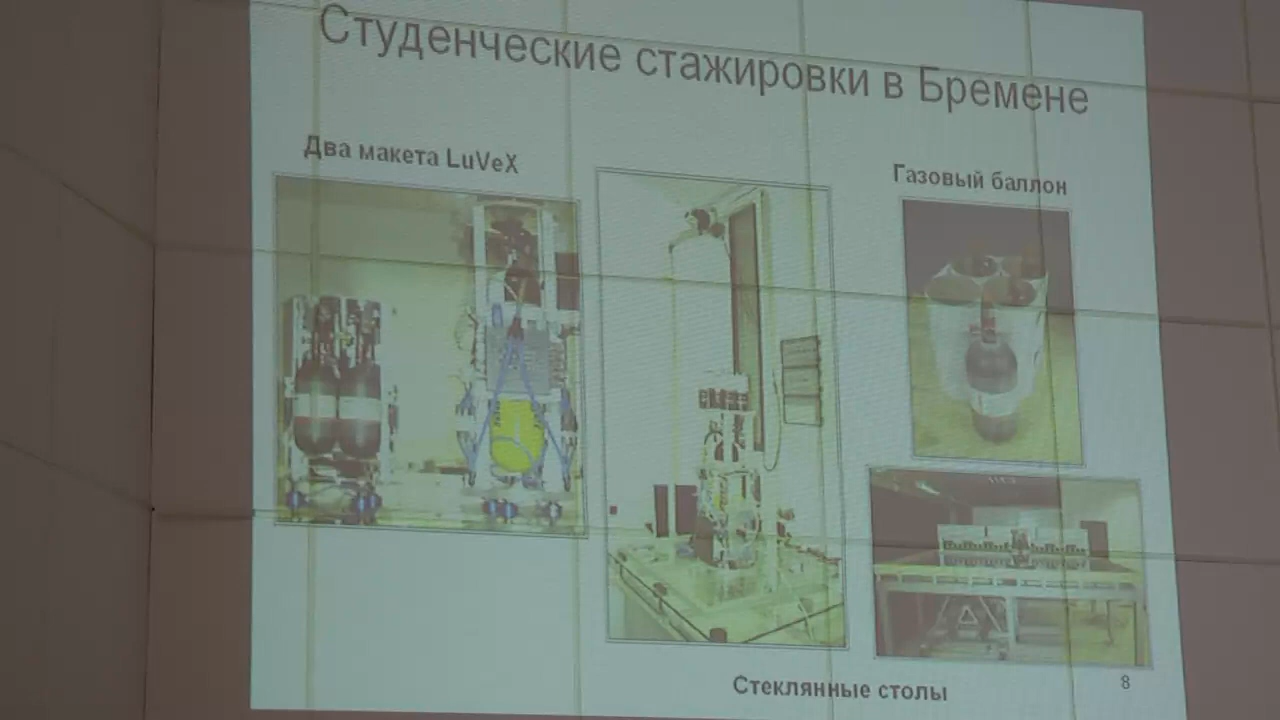 Студенческие стажировки в Бремене
Два макета LuVeX
Газовый баллон
Стеклянные столы
8